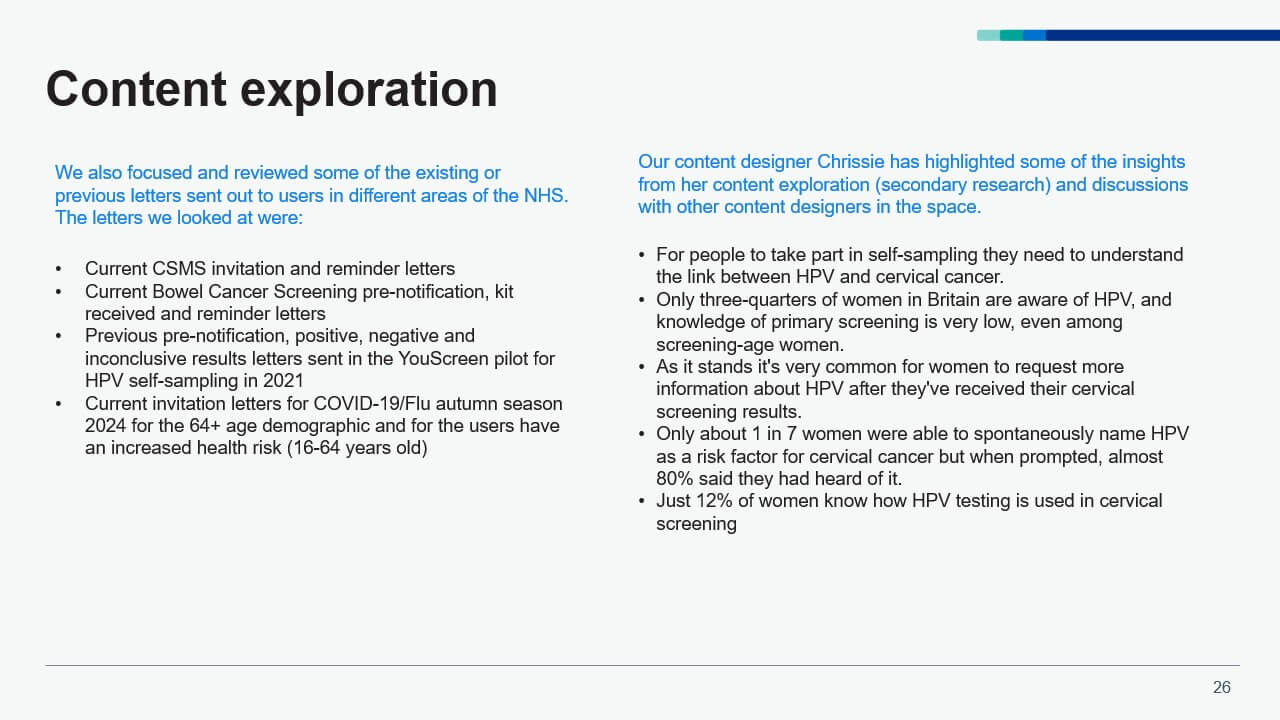 Content exploration
We also focused and reviewed some of the existing or
previous letters sent out to users in different areas of the NHS.
The letters we looked at were:
• Current CSMS invitation and reminder letters
• Current Bowel Cancer Screening pre-notification, kit
received and reminder letters
• Previous pre-notification, positive, negative and
inconclusive results letters sent in the YouScreen pilot for
HPV self-sampling in 2021
• Current invitation letters for COVID-19/Flu autumn season
2024 for the 64+ age demographic and for the users have
an increased health risk (16-64 years old)
Our content designer Chrissie has highlighted some of the insights
from her content exploration (secondary research) and discussions
with other content designers in the space.
• For people to take part in self-sampling they need to understand
the link between HPV and cervical cancer.
• Only three-quarters of women in Britain are aware of HPV, and
knowledge of primary screening is very low, even among
screening-age women.
• As it stands it's very common for women to request more
information about HPV after they've received their cervical
screening results.
• Only about 1 in 7 women were able to spontaneously name HPV
as a risk factor for cervical cancer but when prompted, almost
80% said they had heard of it.
• Just 12% of women know how HPV testing is used in cervical
screening
26